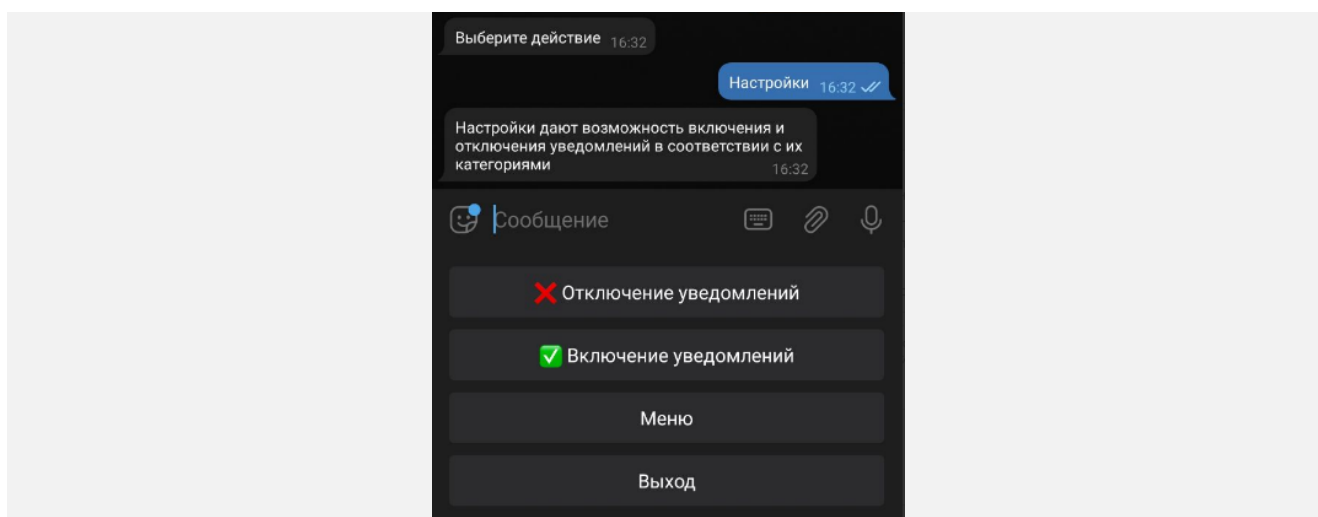 Выберите действие 16:32
Настройки 16:32
Настройки дают возможность включения и
отключения уведомлений в соответствии с их
категориями 16:32
Сообщение
Отключение уведомлений
Включение уведомлений
Меню
Выход